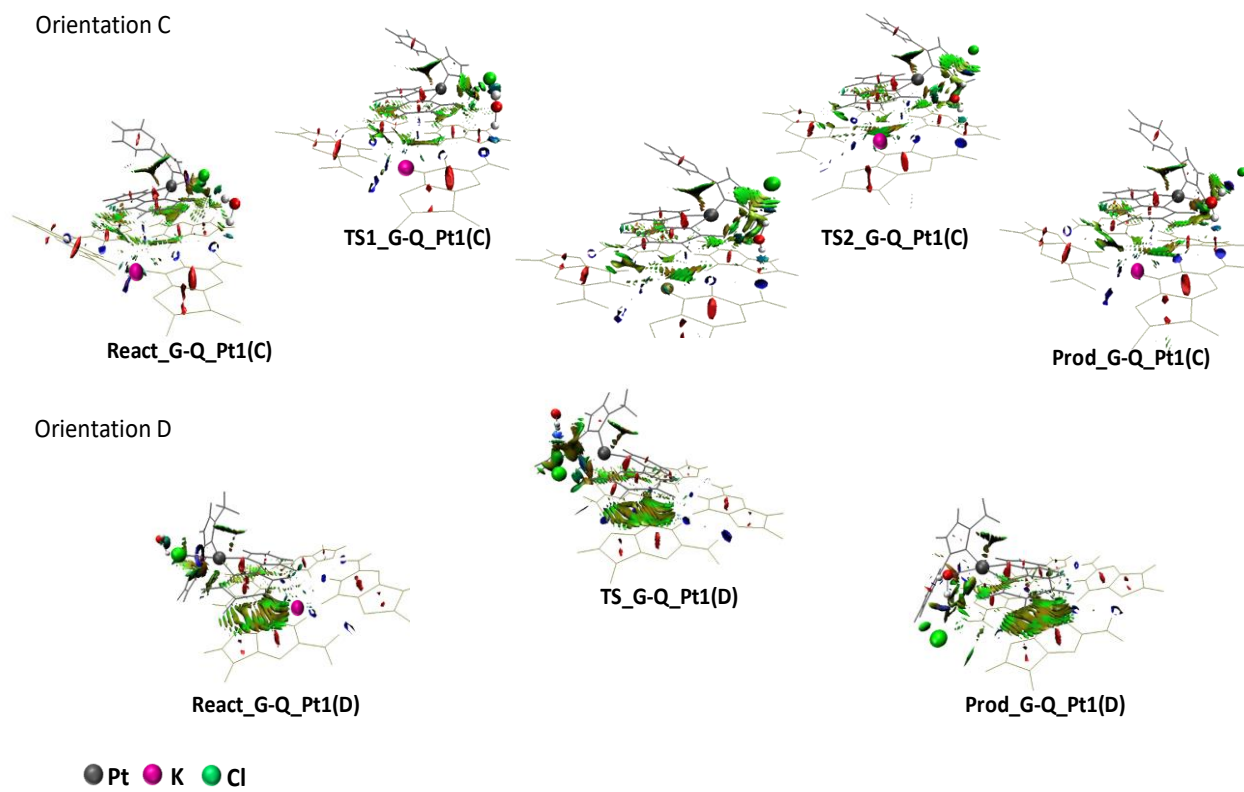 Orientation C
TS1_G-Q_Pt1(C)
TS2_G-Q_Pt1(C)
React_G-Q_Pt1(C)
Prod_G-Q_Pt1(C)
Orientation D
TS_G-Q_Pt1(D)
React_G-Q_Pt1(D)
Prod_G-Q_Pt1(D)
Pt K Cl